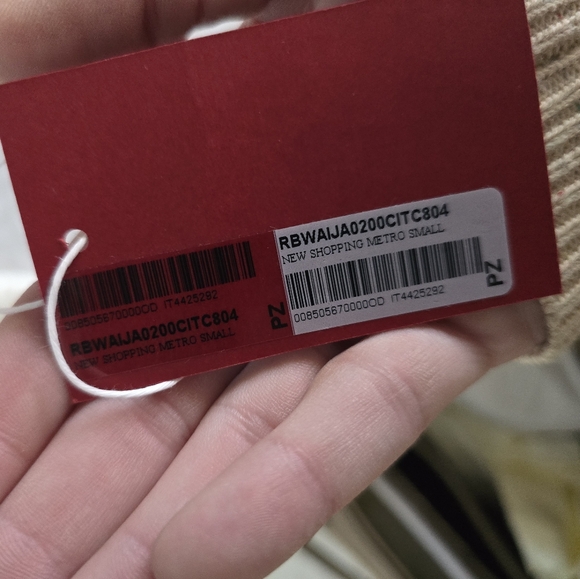 RBWAIJA0200CITC804
NEW SHOPPING METRO SMALL
008505670000OD IT4425292
PZ
008505670000OD IT4425292
RBWAIJA0200CITC804
NEW SHOPPING METRO SMALL
PZ